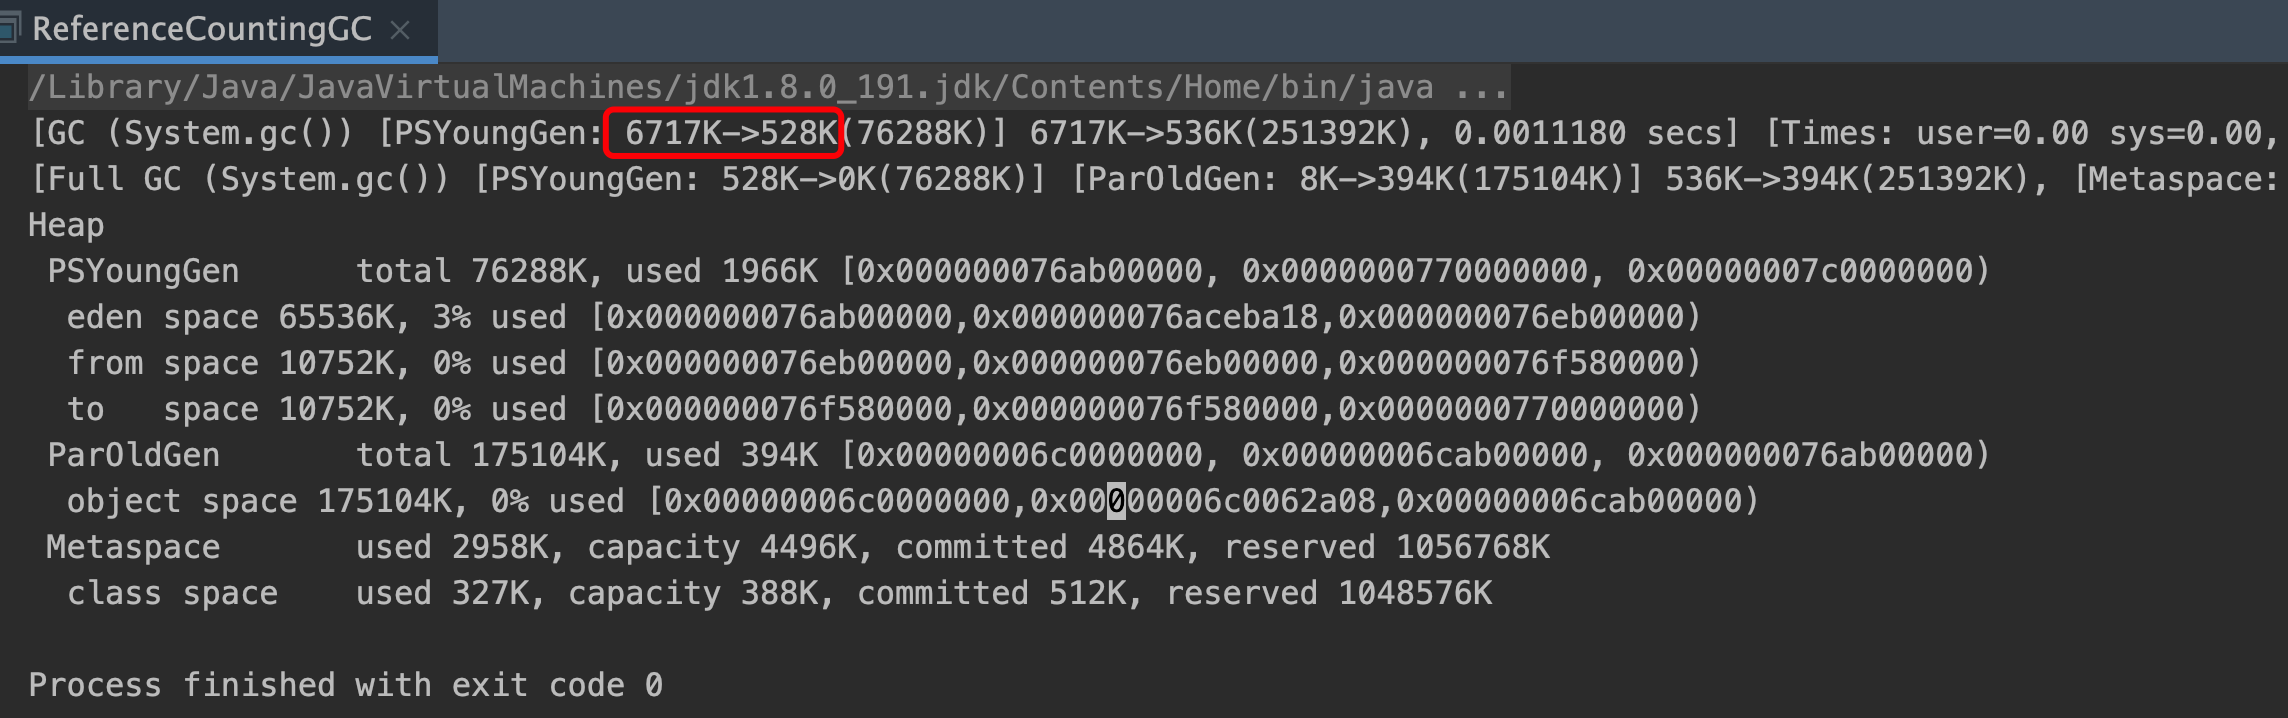 ReferenceCountingGC
/Library/Java/JavaVirtualMachines/jdk1.8.0_191.jdk/Contents/Home/bin/java ...
[GC (System.gc()) [PSYoungGen: 6717K->528K(76288K)] 6717K->536K(251392K), 0.0011180 secs] [Times: user=0.00 sys=0.00,
[Full GC (System.gc()) [PSYoungGen: 528K->0K(76288K)] [ParOldGen: 8K->394K(175104K)] 536K->394K(251392K), [Metaspace:
Heap
 PSYoungGen      total 76288K, used 1966K [0x000000076ab00000, 0x0000000770000000, 0x00000007c0000000)
  eden space 65536K, 3% used [0x000000076ab00000,0x000000076aceba18,0x000000076eb00000)
  from space 10752K, 0% used [0x000000076eb00000,0x000000076eb00000,0x000000076f580000)
  to   space 10752K, 0% used [0x000000076f580000,0x000000076f580000,0x0000000770000000)
 ParOldGen       total 175104K, used 394K [0x00000006c0000000, 0x00000006cab00000, 0x000000076ab00000)
  object space 175104K, 0% used [0x00000006c0000000,0x00000006c0062a08,0x00000006cab00000)
 Metaspace       used 2958K, capacity 4496K, committed 4864K, reserved 1056768K
  class space    used 327K, capacity 388K, committed 512K, reserved 1048576K
Process finished with exit code 0